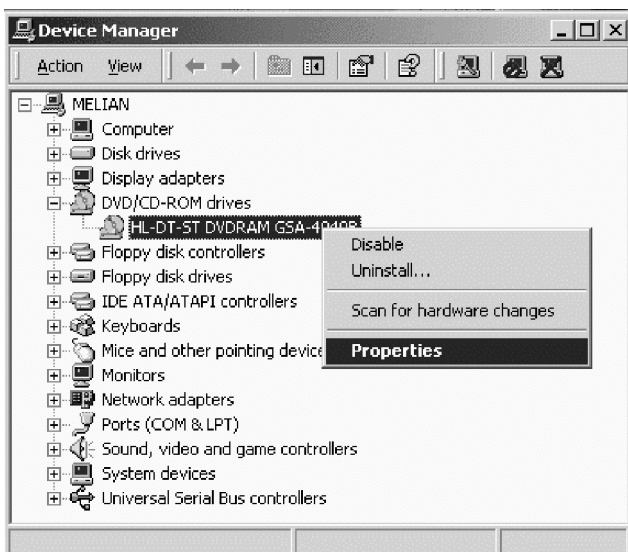 Device Manager
Action View
MELIAN
Computer
Disk drives
Display adapters
DVD/CD-ROM drives
HL-DT-ST DVDRAM GSA-4040B
Floppy disk controllers
Floppy disk drives
IDE ATA/ATAPI controllers
Keyboards
Mice and other pointing device
Monitors
Network adapters
Ports (COM & LPT)
Sound, video and game controllers
System devices
Universal Serial Bus controllers
Disable
Uninstall...
Scan for hardware changes
Properties